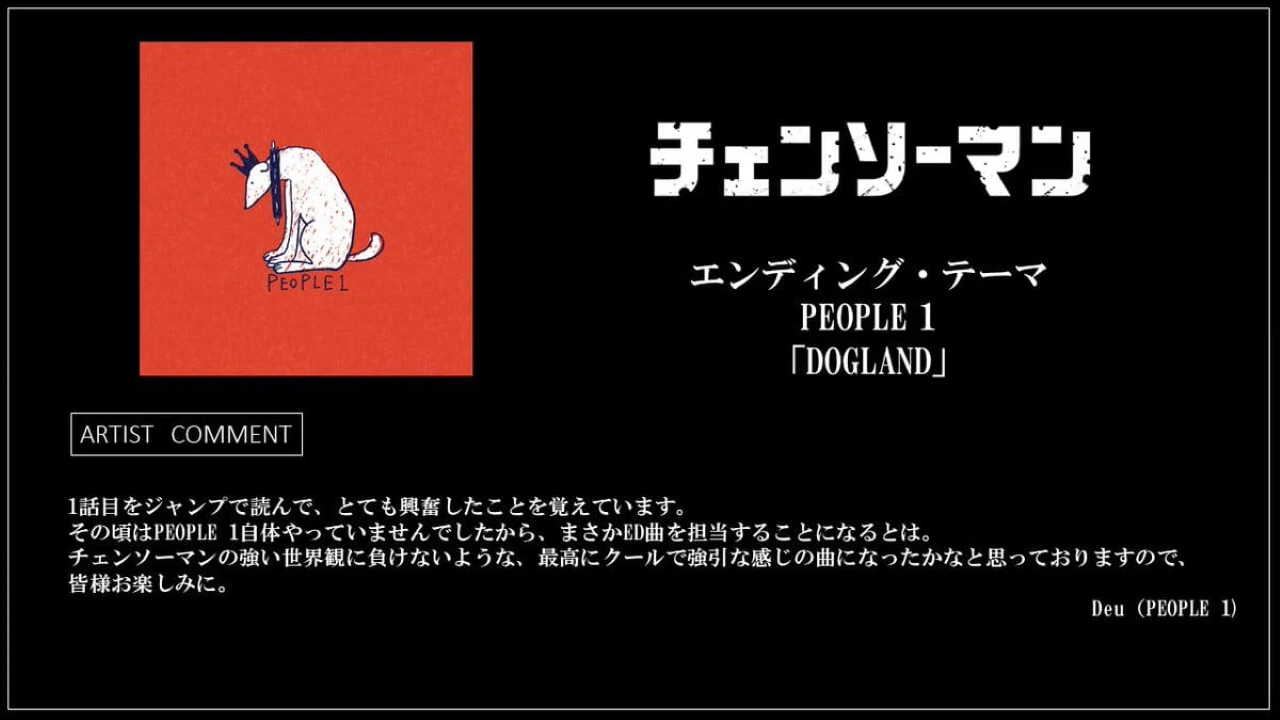 PEOPLE 1
チェンソーマン
エンディング・テーマ
PEOPLE 1
「DOGLAND」
ARTIST COMMENT
1話目をジャンプで読んで、とても興奮したことを覚えています。
その頃はPEOPLE 1自体やっていませんでしたから、まさかED曲を担当することになるとは。
チェンソーマンの強い世界観に負けないような、最高にクールで強引な感じの曲になったかなと思っておりますので、
皆様お楽しみに。
Deu (PEOPLE 1)